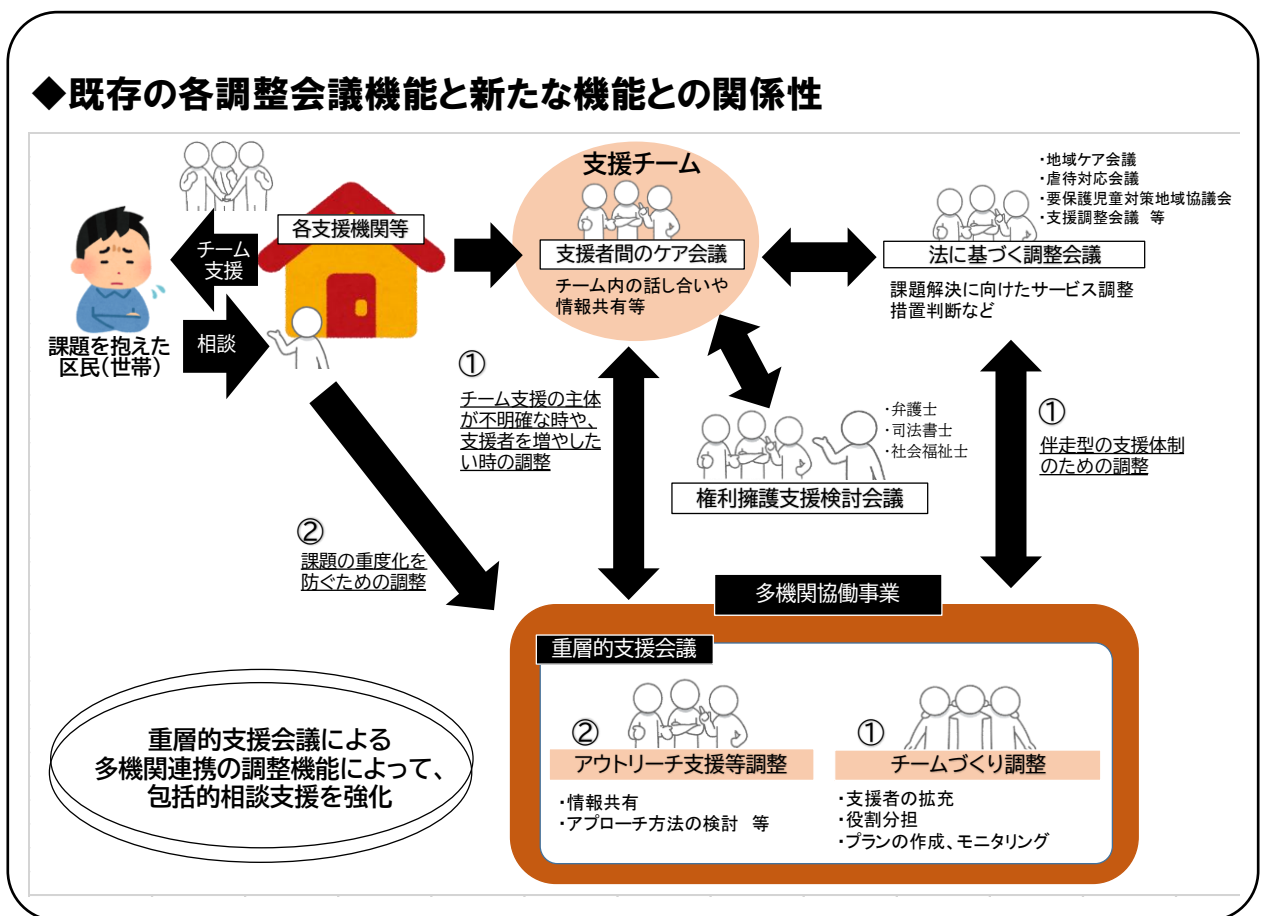 ◆既存の各調整会議機能と新たな機能との関係性
各支援機関等
チーム
支援
相談
課題を抱えた
区民(世帯)
支援チーム
支援者間のケア会議
チーム内の話し合いや
情報共有等
・地域ケア会議
・虐待対応会議
・要保護児童対策地域協議会
・支援調整会議 等
法に基づく調整会議
課題解決に向けたサービス調整
措置判断など
①
チーム支援の主体
が不明確な時や、
支援者を増やした
い時の調整
・弁護士
・司法書士
・社会福祉士
権利擁護支援検討会議
①
伴走型の支援体制
のための調整
②
課題の重度化を
防ぐための調整
多機関協働事業
重層的支援会議
②
アウトリーチ支援等調整
・情報共有
・アプローチ方法の検討 等
①
チームづくり調整
・支援者の拡充
・役割分担
・プランの作成、モニタリング
重層的支援会議による
多機関連携の調整機能によって、
包括的相談支援を強化